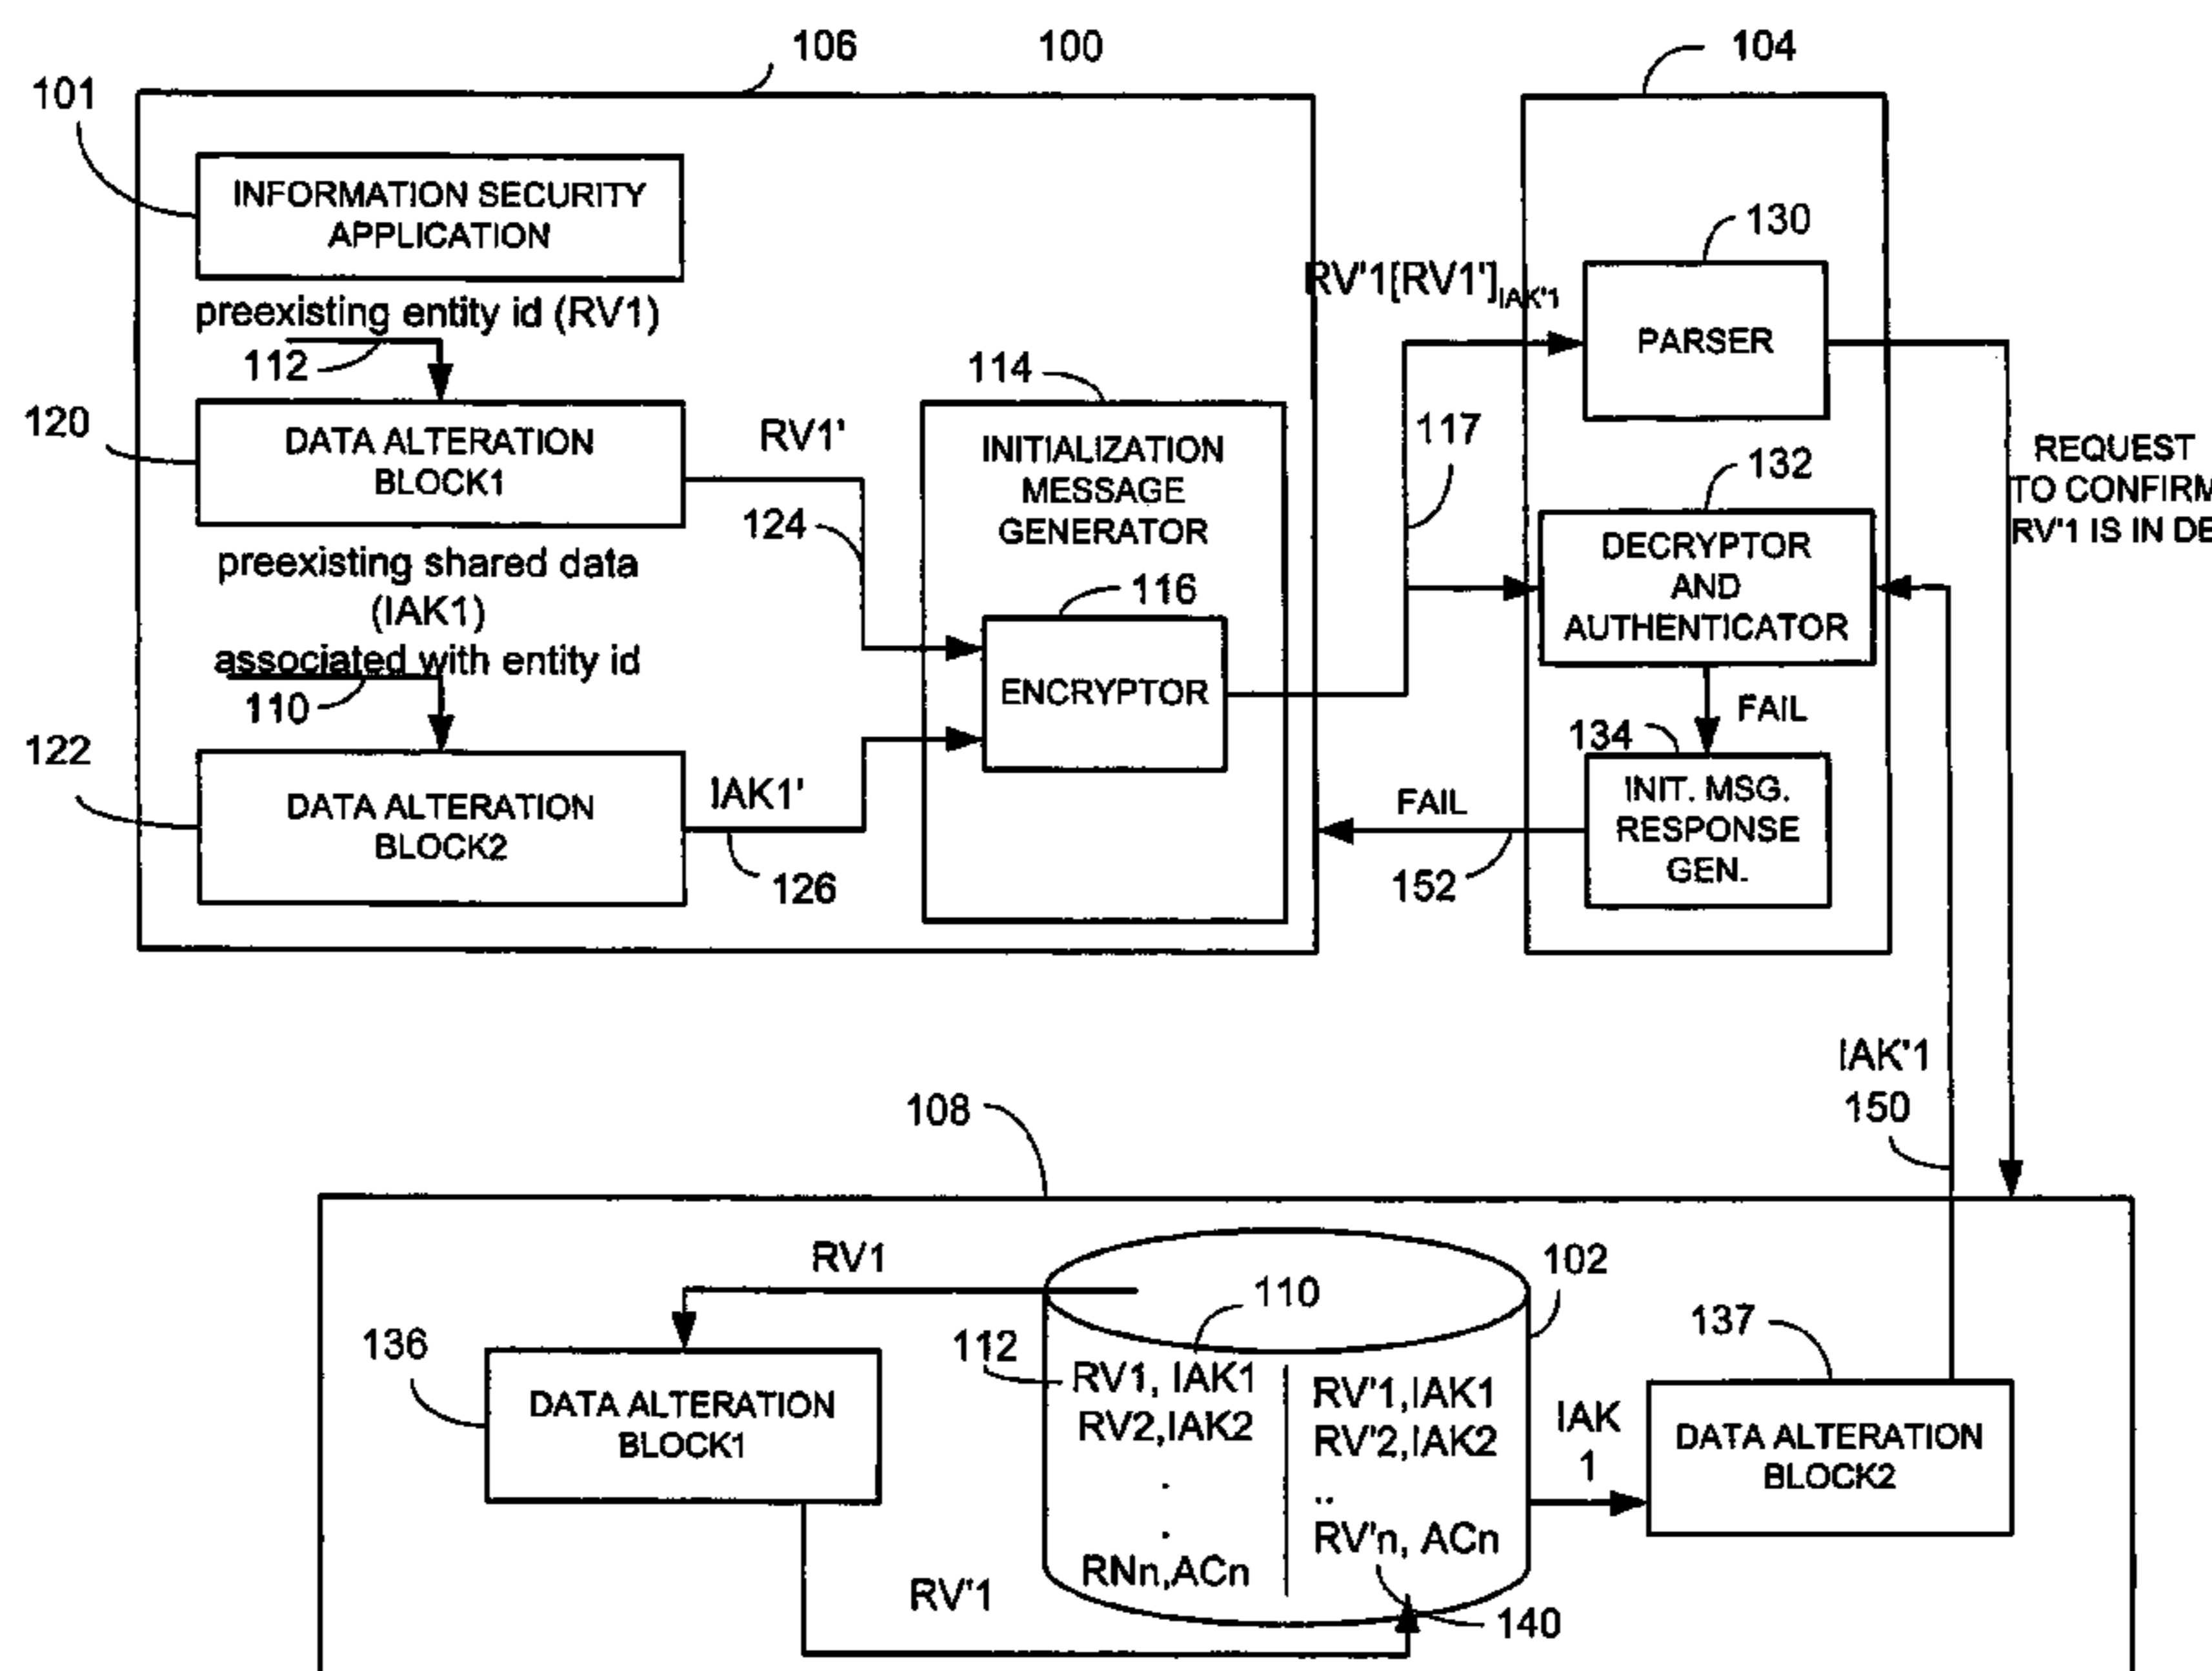 106
100
104
101
INFORMATION SECURITY
APPLICATION
preexisting entity id (RV1)
112
120
DATA ALTERATION
BLOCK1
RV1'
124
preexisting shared data
(IAK1)
associated with entity id
110
122
DATA ALTERATION
BLOCK2
IAK1'
126
114
INITIALIZATION
MESSAGE
GENERATOR
116
ENCRYPTOR
RV'1[RV1']IAK'1
117
130
PARSER
132
DECRYPTOR
AND
AUTHENTICATOR
FAIL
134
INIT. MSG.
RESPONSE
GEN.
FAIL
152
REQUEST
TO CONFIRM
RV'1 IS IN DE
IAK'1
150
108
RV1
136
DATA ALTERATION
BLOCK1
RV'1
102
110
112
RV1, IAK1
RV2,IAK2
.
.
RNn,ACn
RV'1,IAK1
RV'2,IAK2
..
RV'n, ACn
140
IAK
1
137
DATA ALTERATION
BLOCK2